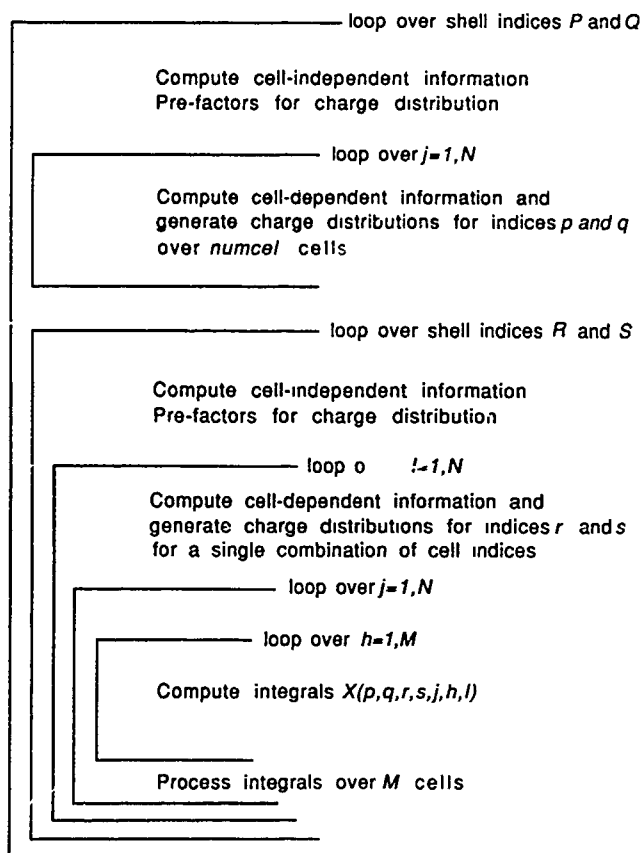 loop over shell indices P and Q
Compute cell-independent information
Pre-factors for charge distribution
loop over j=1,N
Compute cell-dependent information and
generate charge distributions for indices p and q
over numcel cells
loop over shell indices R and S
Compute cell-independent information
Pre-factors for charge distribution
loop o =1,N
Compute cell-dependent information and
generate charge distributions for indices r and s
for a single combination of cell indices
loop over j=1,N
loop over h=1,M
Compute integrals X(p,q,r,s,j,h,l)
Process integrals over M cells